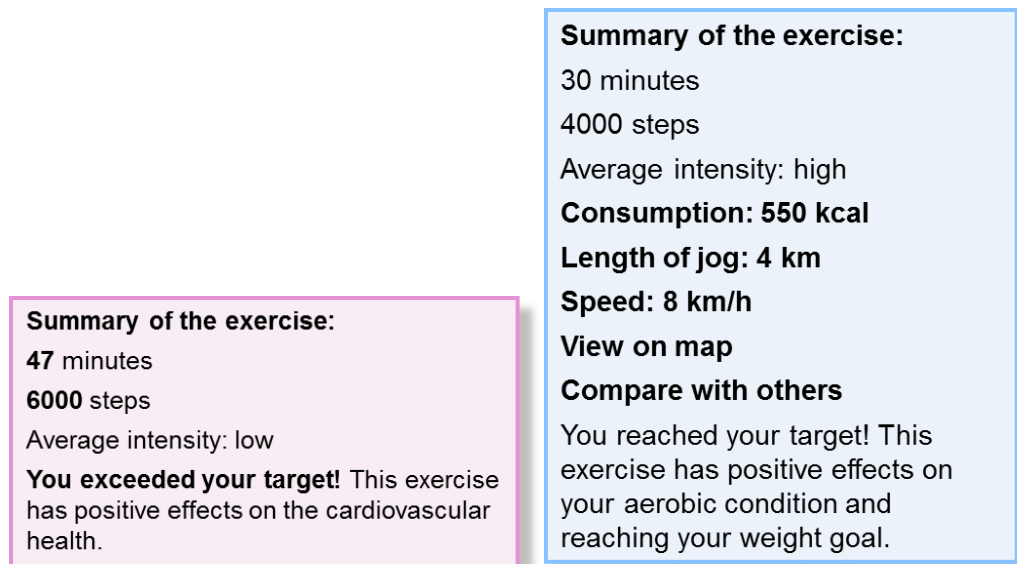 Summary of the exercise:
47 minutes
6000 steps
Average intensity: low
You exceeded your target! This exercise
has positive effects on the cardiovascular
health.
Summary of the exercise:
30 minutes
4000 steps
Average intensity: high
Consumption: 550 kcal
Length of jog: 4 km
Speed: 8 km/h
View on map
Compare with others
You reached your target! This
exercise has positive effects on
your aerobic condition and
reaching your weight goal.